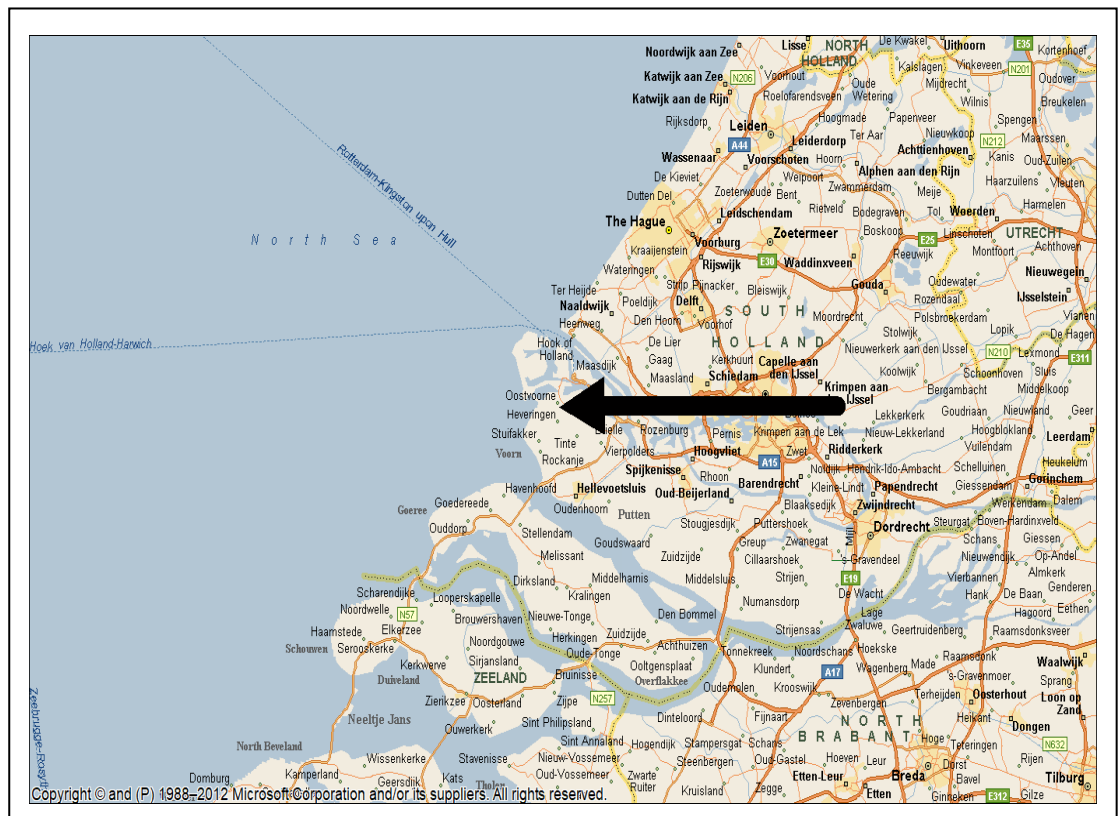 Noordwijk aan Zee Lisse NORTH HOLLAND De Kwakel Uithoorn E35 Kortenhoef
Katwijk aan Zee N206 Voorhout Kalslagen Vinkeveen N201
Katwijk aan de Rijn Roelofarendsveen Oude Wetering Mijdrecht Oudover
Wilnis Breukelen
Rijksdorp Leiden Hoogmade Papenveer Spengen
A44 Leiderdorp Ter Aar Nieuwkoop N212 Maarssen
Wassenaar Voorschoten Hoorn Achttienhoven Kanis Oud-Zuilen
De Kieviet Welpoort Alphen aan den Rijn Haarzuilens Vleuten
Dutten Del Zoeterwoude Bent Zwammerdam Meije
Rotterdam-Kingston upon Hull
The Hague Leidschendam Rietveld Bodegraven Tol Woerden Harmelen
North Sea
Voorburg Zoetermeer Boskoop E25 Linschoten UTRECHT
Kraaijenstein Reeuwijk Montfoort Achthoven
Wateringen Rijswijk E30 Waddinxveen Nieuwegein
Ter Heijde Pijnacker Bleiswijk Gouda Oudewater IJsselstein
Naaldwijk Poeldijk Delft SOUTH HOLLAND Moordrecht Rozendaal
Heenweg Den Hoorn Voorhof Stolwijk Polsbroekerdam Lopik Vianen
Hoek van Holland-Harwich
Hook of Holland De Lier Nieuwerkerk aan den IJssel N210 De Hagen
Maasdijk Gaag Kerkhuurt Capelle aan den IJssel Koolwijk Schoonhoven Lexmond E311
Maasland Schiedam Krimpen aan IJssel Bergambacht Sluis Middelkoop
Oostvoorne
Heveringen Lekkerkerk Goudriaan Nieuwland Geer
Stuifakker Rozenburg Pernis Krimpen aan de Lek Nieuw-Lekkerland Hoogblokland Leerdam
Voorn Tinte Vierpolders Hoogvliet Zwet Ridderkerk Vuilendam
Rockanje Spijkenisse A15 Noldijk Hendrik-Ido-Ambacht Schelluinen Heukelum
Havenhoofd Hellevoetsluis Rhoon Barendrecht Kleine-Lindt Papendrecht Giessendam Gorinchem
Goedereede Oudenhoorn Oud-Beijerland Blaaksedijk Zwijndrecht Werkendam Dalem
Goeree Putten
Ouddorp Stellendam Stougjesdijk Puttershoek Mijl Dordrecht Steurgat Boven-Hardinxveld
Goudswaard Greup Zwanegat Schans Giessen
Melissant Zuidzijde Cillaarshoek 's-Gravendeel Nieuwendijk Op-Andel
Dirksland Middelharnis Middelsluis Strijen E19 Vierbannen Almkerk
Scharendijke Looperskapelle Kralingen De Wacht Hank De Baan Genderen
Noordwelle N57 Brouwershaven Nieuwe-Tonge Den Bommel Numansdorp Lage Zwaluwe Hagoord Eethen
Haamstede Elkerzee Noordgouwe Herkingen Zuidzijde Strijensas Geertruidenberg Raamsdonksveer
Schouwen Serooskerke Oude-Tonge Achthuizen Tonnekreek Noordschans Hoekske
Kerkwerve Sirjansland Ooltgensplaat Klundert Wagenberg Made Raamsdonk Waalwijk
Duiveland ZEELAND Bruinisse Overflakkee A17 's-Gravenmoer Sprang
Zierikzee Oosterland Zijpe N257 Oudemolen Krooswijk Terheijden Oosterhout Loon op Zand
Neeltje Jans Sint Philipsland Dinteloord Fijnaart Zevenbergen
Ouwerkerk NORTH BRABANT Heikant Dongen
North Beveland Sint Annaland Hogendijk Stampersgat Schans Hoge Teteringen N632
Wissenkerke Stavenisse Nieuw-Vossemeer Steenbergen Oud-Gastel Hoeven Leur Dorst Rijen
Domburg Kamperland Kats Oud-Vossemeer Zwarte Ruiter Etten-Leur Breda Bavel Tilburg
Geersdijk Tholen Kruisland Zegge Etten Ginneken E312 Gilze
Copyright © and (P) 1988–2012 Microsoft Corporation and/or its suppliers. All rights reserved.